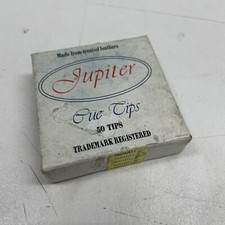 Made from treated leathers
Jupiter
Cue Tips
50 TIPS
TRADEMARK REGISTERED